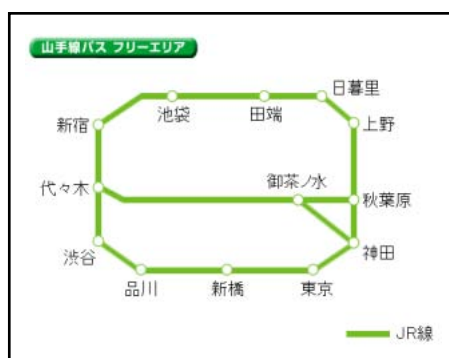 山手線パス フリーエリア
日暮里
池袋
田端
新宿
上野
代々木
御茶ノ水
秋葉原
渋谷
神田
品川
新橋
東京
JR線